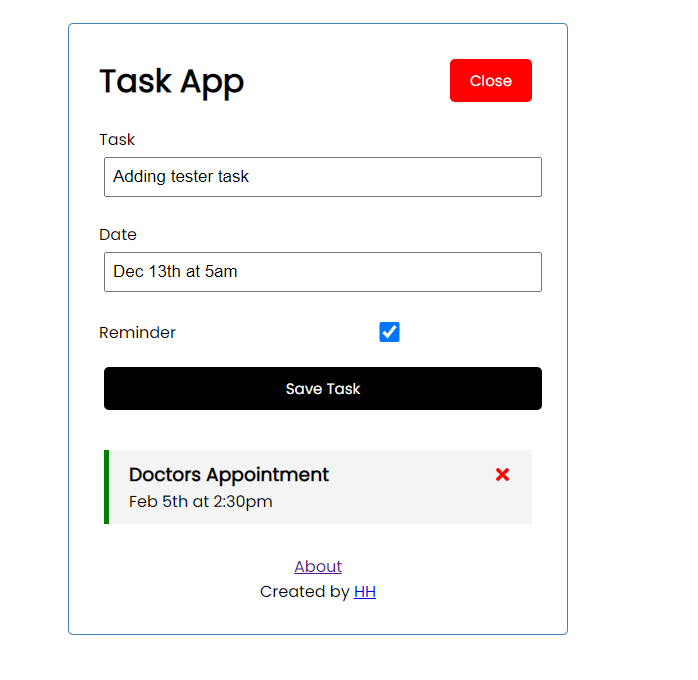 Task App
Close
Task
Adding tester task
Date
Dec 13th at 5am
Reminder
Save Task
Doctors Appointment
Feb 5th at 2:30pm
About
Created by HH